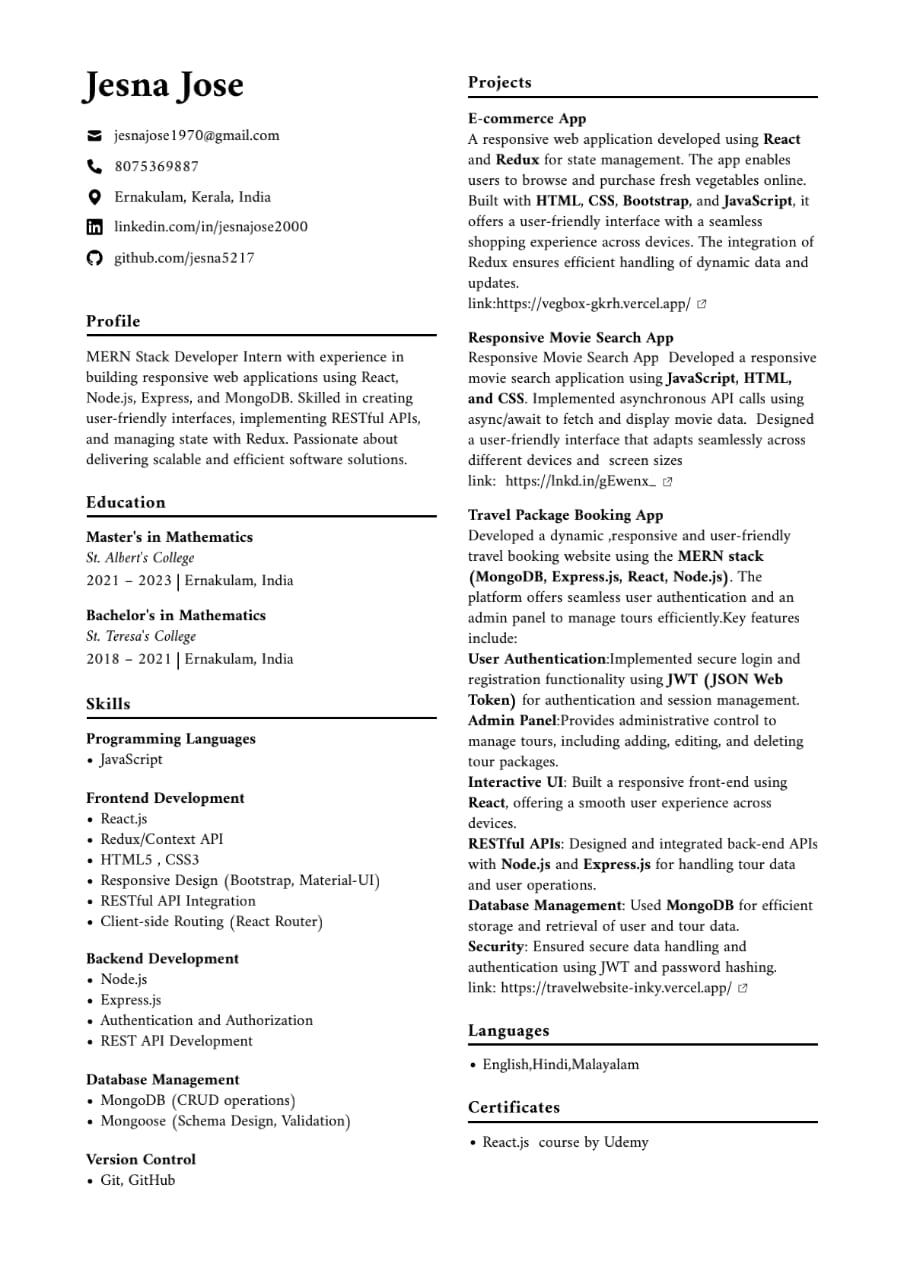 Jesna Jose
jesnajose1970@gmail.com
8075369887
Ernakulam, Kerala, India
linkedin.com/in/jesnajose2000
github.com/jesna5217
Profile
MERN Stack Developer Intern with experience in
building responsive web applications using React,
Node.js, Express, and MongoDB. Skilled in creating
user-friendly interfaces, implementing RESTful APIs,
and managing state with Redux. Passionate about
delivering scalable and efficient software solutions.
Education
Master's in Mathematics
St. Albert's College
2021 – 2023 | Ernakulam, India
Bachelor's in Mathematics
St. Teresa's College
2018 – 2021 | Ernakulam, India
Skills
Programming Languages
• JavaScript
Frontend Development
• React.js
• Redux/Context API
• HTML5 , CSS3
• Responsive Design (Bootstrap, Material-UI)
• RESTful API Integration
• Client-side Routing (React Router)
Backend Development
• Node.js
• Express.js
• Authentication and Authorization
• REST API Development
Database Management
• MongoDB (CRUD operations)
• Mongoose (Schema Design, Validation)
Version Control
• Git, GitHub
Projects
E-commerce App
A responsive web application developed using React
and Redux for state management. The app enables
users to browse and purchase fresh vegetables online.
Built with HTML, CSS, Bootstrap, and JavaScript, it
offers a user-friendly interface with a seamless
shopping experience across devices. The integration of
Redux ensures efficient handling of dynamic data and
updates.
link:https://vegbox-gkrh.vercel.app/
Responsive Movie Search App
Responsive Movie Search App  Developed a responsive
movie search application using JavaScript, HTML,
and CSS. Implemented asynchronous API calls using
async/await to fetch and display movie data.  Designed
a user-friendly interface that adapts seamlessly across
different devices and  screen sizes
link:  https://lnkd.in/gEwenx_
Travel Package Booking App
Developed a dynamic ,responsive and user-friendly
travel booking website using the MERN stack
(MongoDB, Express.js, React, Node.js). The
platform offers seamless user authentication and an
admin panel to manage tours efficiently.Key features
include:
User Authentication:Implemented secure login and
registration functionality using JWT (JSON Web
Token) for authentication and session management.
Admin Panel:Provides administrative control to
manage tours, including adding, editing, and deleting
tour packages.
Interactive UI: Built a responsive front-end using
React, offering a smooth user experience across
devices.
RESTful APIs: Designed and integrated back-end APIs
with Node.js and Express.js for handling tour data
and user operations.
Database Management: Used MongoDB for efficient
storage and retrieval of user and tour data.
Security: Ensured secure data handling and
authentication using JWT and password hashing.
link: https://travelwebsite-inky.vercel.app/
Languages
• English,Hindi,Malayalam
Certificates
• React.js  course by Udemy